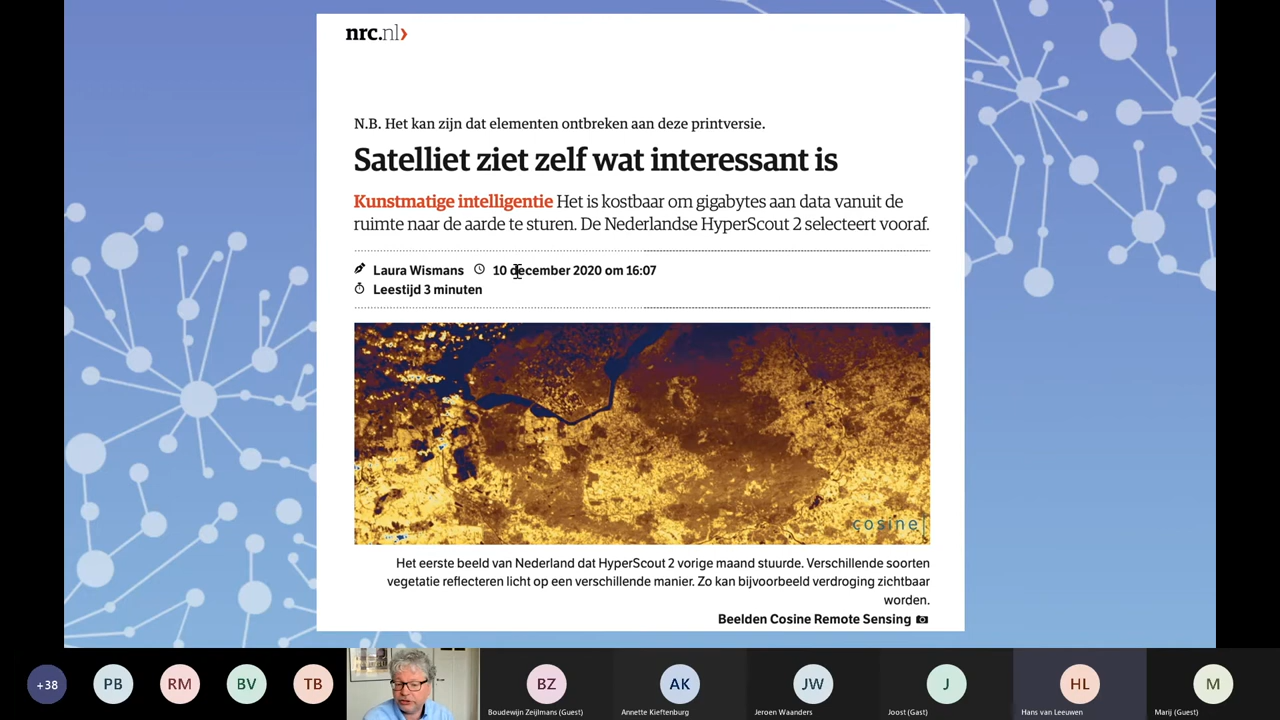 nrc.nl>
N.B. Het kan zijn dat elementen ontbreken aan deze printversie.
Satelliet ziet zelf wat interessant is
Kunstmatige intelligentie Het is kostbaar om gigabytes aan data vanuit de
ruimte naar de aarde te sturen. De Nederlandse HyperScout 2 selecteert vooraf.
Laura Wismans 10 december 2020 om 16:07
Leestijd 3 minuten
cosine
Het eerste beeld van Nederland dat HyperScout 2 vorige maand stuurde. Verschillende soorten
vegetatie reflecteren licht op een verschillende manier. Zo kan bijvoorbeeld verdroging zichtbaar
worden.
Beelden Cosine Remote Sensing
+38 PB RM BV TB BZ AK JW J HL M
Boudewijn Zeijlmans (Guest) Annette Kieftenburg Jeroen Waanders Joost (Gast) Hans van Leeuwen Marij (Guest)